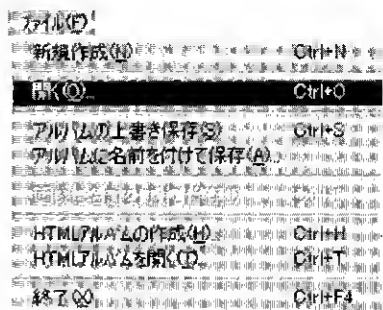 ファイル(F)
新規作成(N) Ctrl+N
開く(O)... Ctrl+O
アルバムの上書き保存(S) Ctrl+S
アルバムに名前を付けて保存(A)...
HTMLアルバムの作成(H) Ctrl+H
HTMLアルバムを開く(T) Ctrl+T
終了(X) Ctrl+F4